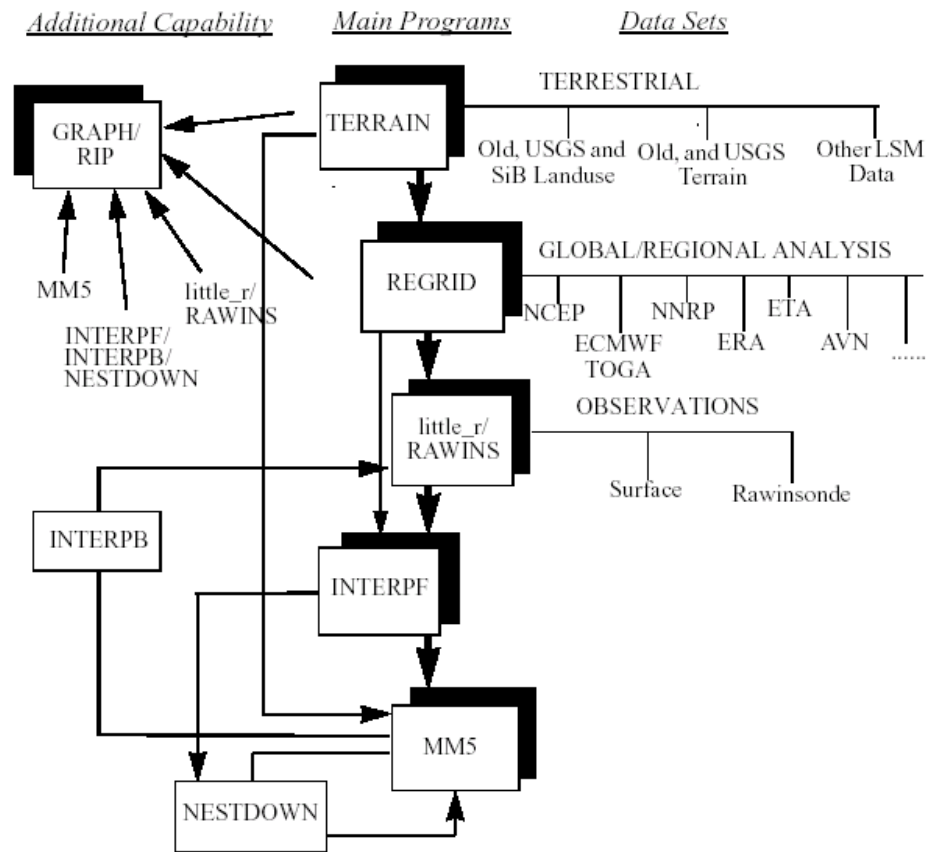 Additional Capability
Main Programs
Data Sets
GRAPH/
RIP
TERRAIN
TERRESTRIAL
Old, USGS and
SiB Landuse
Old, and USGS
Terrain
Other LSM
Data
MM5
INTERPF/
INTERPB/
NESTDOWN
little_r/
RAWINS
REGRID
GLOBAL/REGIONAL ANALYSIS
NCEP
ECMWF
TOGA
NNRP
ERA
ETA
AVN
......
little_r/
RAWINS
OBSERVATIONS
Surface
Rawinsonde
INTERPB
INTERPF
MM5
NESTDOWN